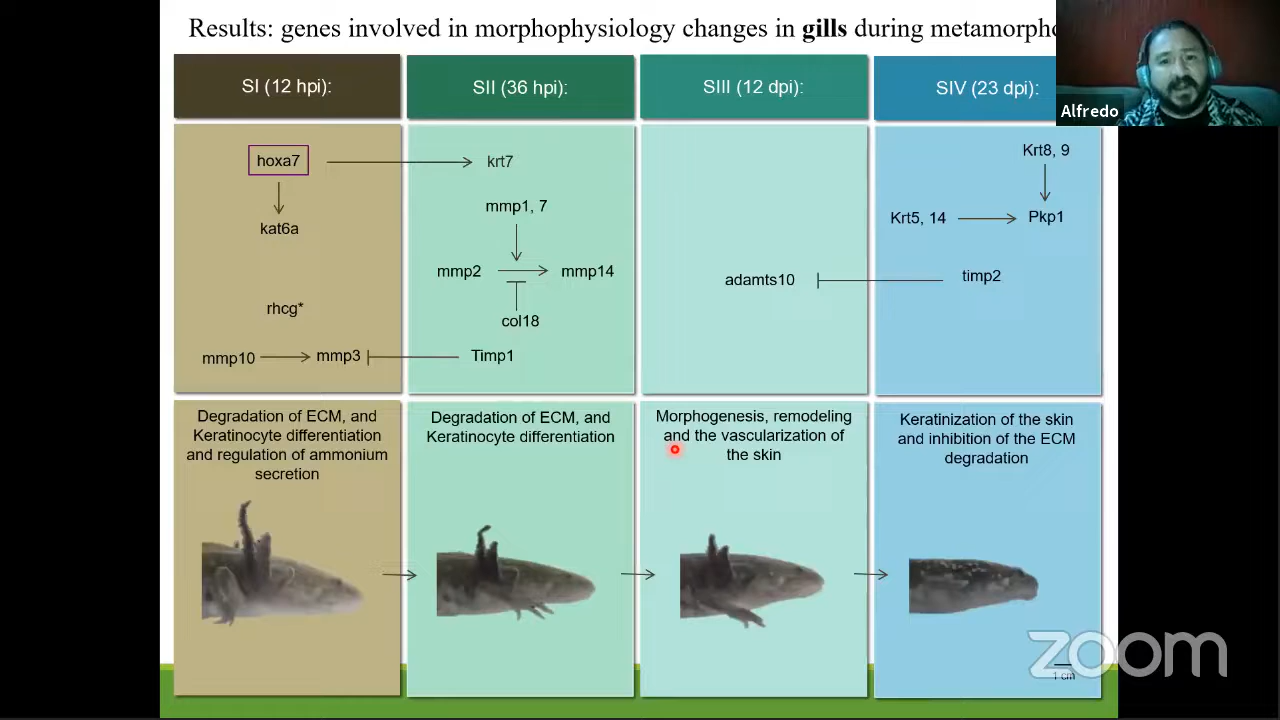 Results: genes involved in morphophysiology changes in gills during
Alfredo
SI (12 hpi):
SII (36 hpi):
SIII (12 dpi):
SIV (23 dpi):
hoxa7
kat6a
rhcg*
mmp10
mmp3
krt7
mmp1, 7
mmp2
mmp14
col18
Timp1
adamts10
Krt8, 9
Krt5, 14
Pkp1
timp2
Degradation of ECM, and
Keratinocyte differentiation
and regulation of ammonium
secretion
Degradation of ECM, and
Keratinocyte differentiation
Morphogenesis, remodeling
and the vascularization of
the skin
Keratinization of the skin
and inhibition of the ECM
degradation
1 cm
zoom